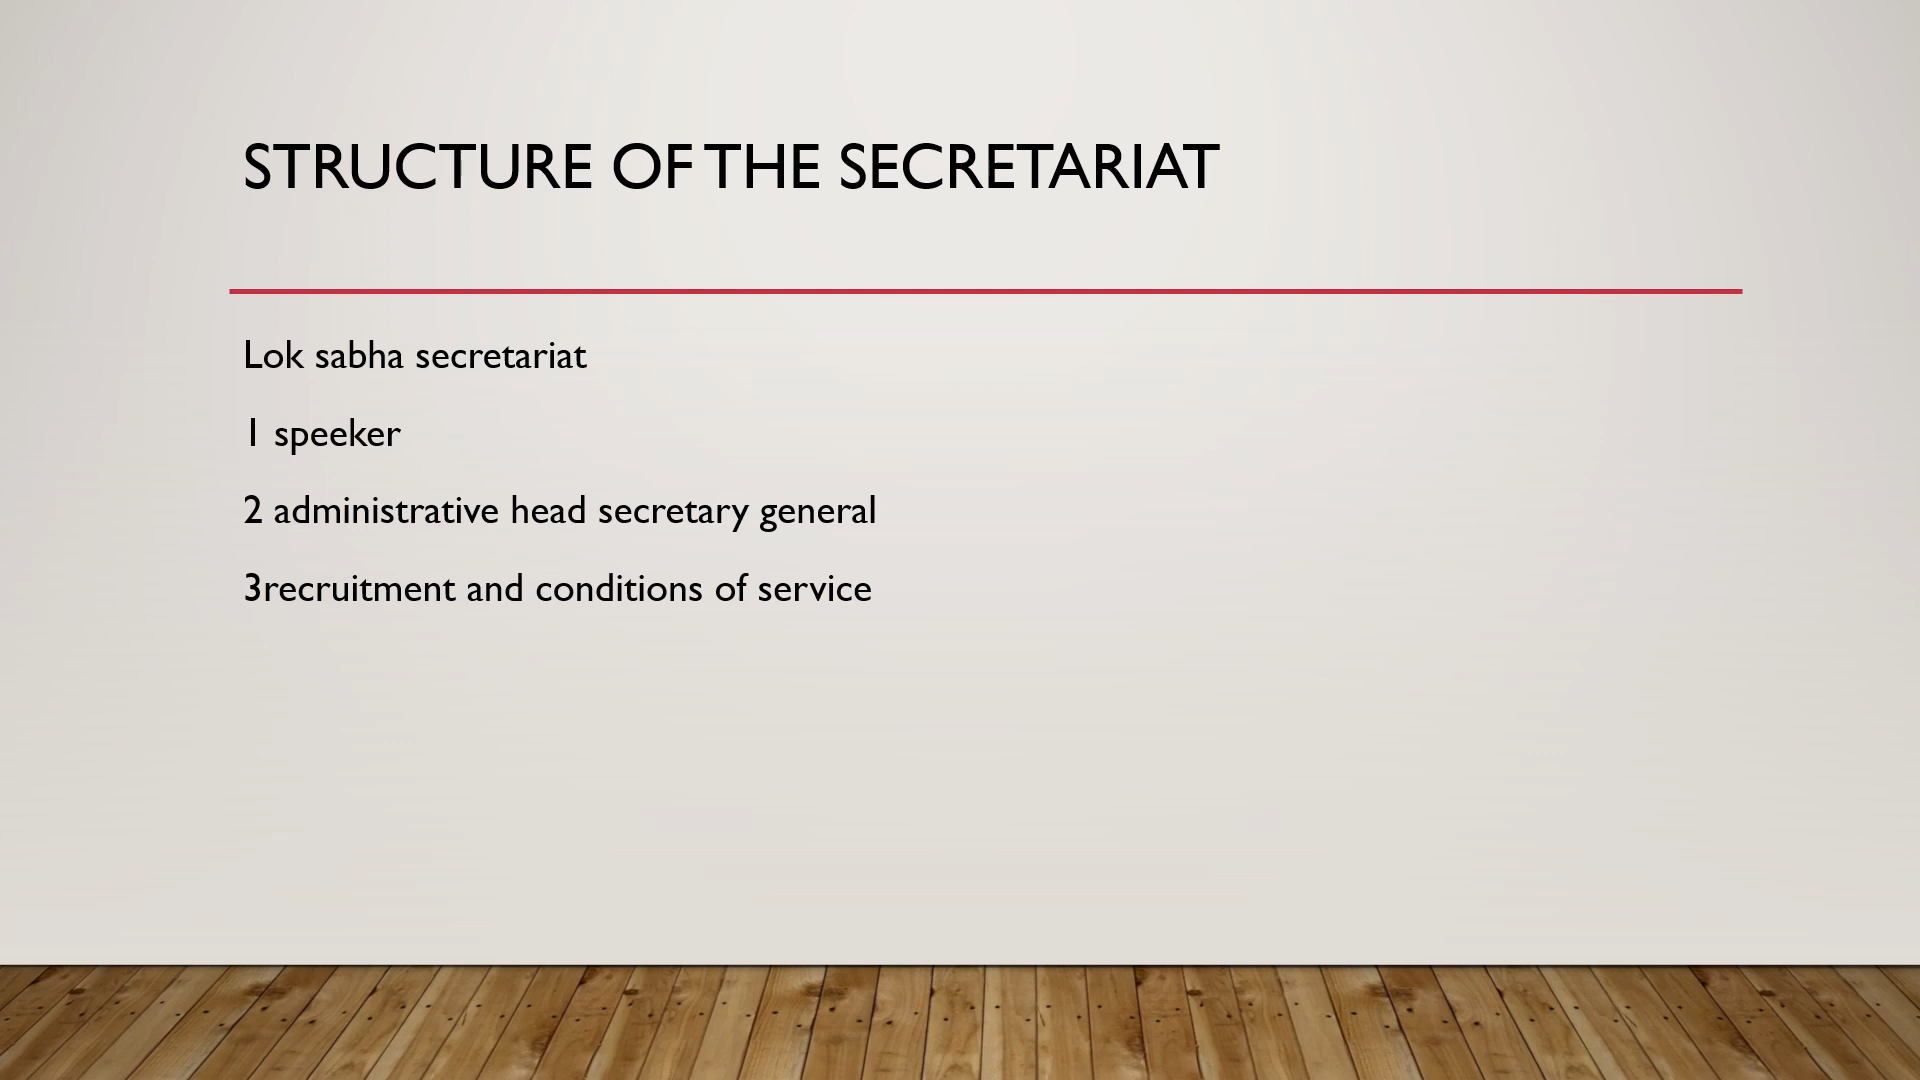 STRUCTURE OF THE SECRETARIAT
Lok sabha secretariat
1 speeker
2 administrative head secretary general
3recruitment and conditions of service